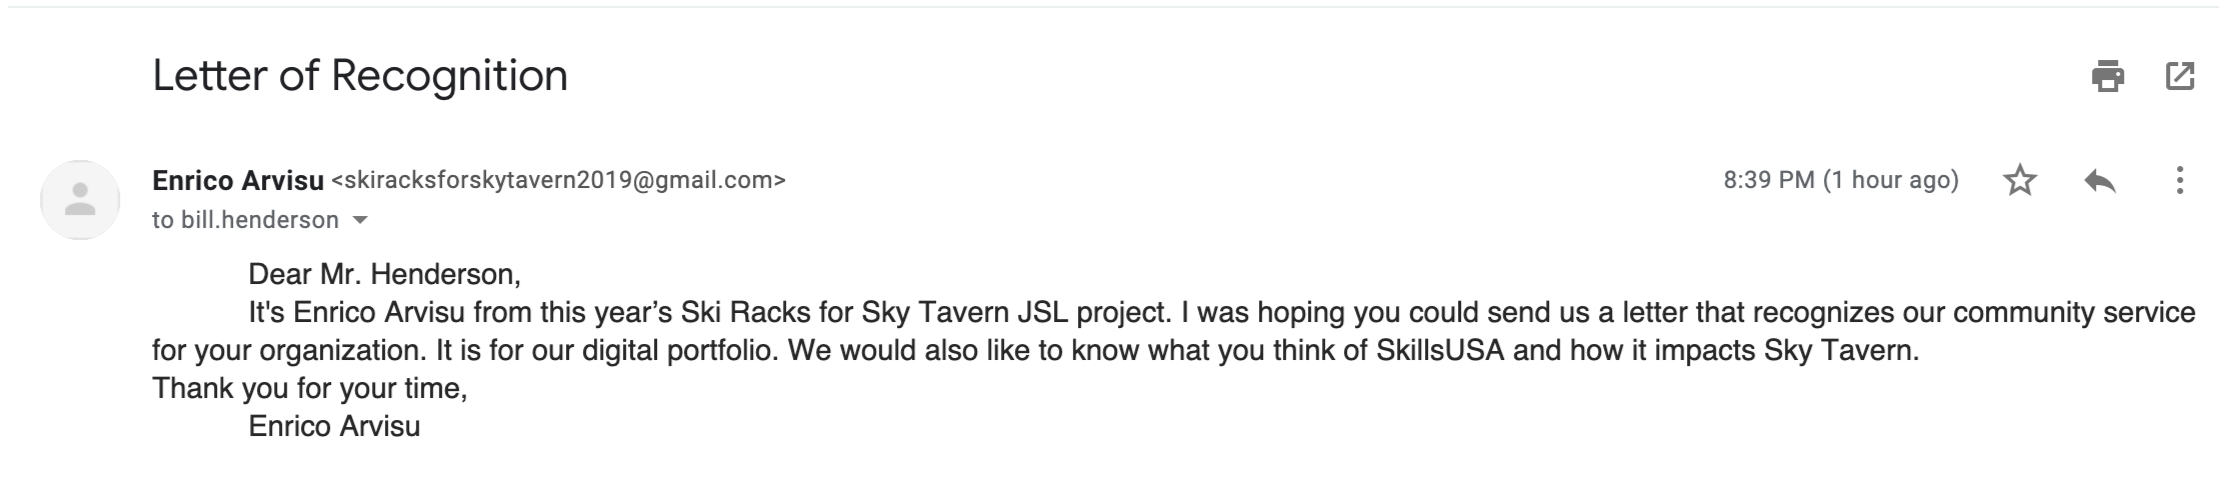 Letter of Recognition
Enrico Arvisu <skiracksforskytavern2019@gmail.com>
8:39 PM (1 hour ago)
to bill.henderson
Dear Mr. Henderson,
It's Enrico Arvisu from this year’s Ski Racks for Sky Tavern JSL project. I was hoping you could send us a letter that recognizes our community service
for your organization. It is for our digital portfolio. We would also like to know what you think of SkillsUSA and how it impacts Sky Tavern.
Thank you for your time,
Enrico Arvisu